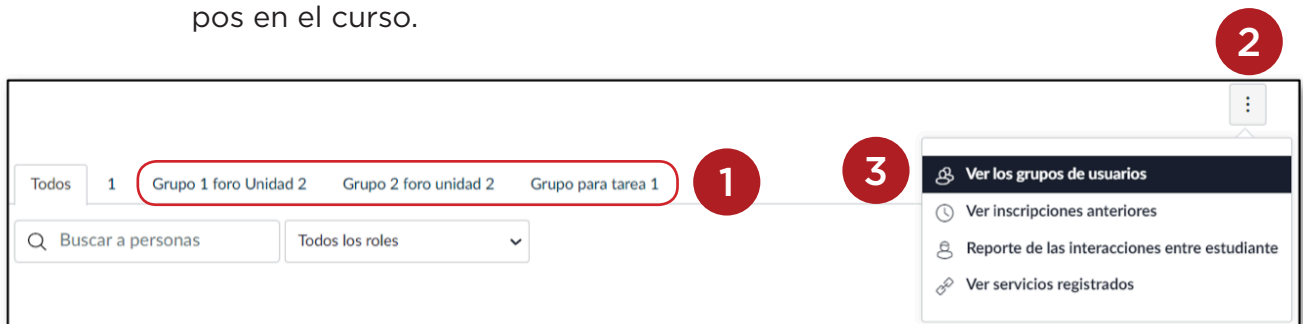 pos en el curso.
2
Todos 1 Grupo 1 foro Unidad 2 Grupo 2 foro unidad 2 Grupo para tarea 1
1
Buscar a personas Todos los roles
3
Ver los grupos de usuarios
Ver inscripciones anteriores
Reporte de las interacciones entre estudiante
Ver servicios registrados